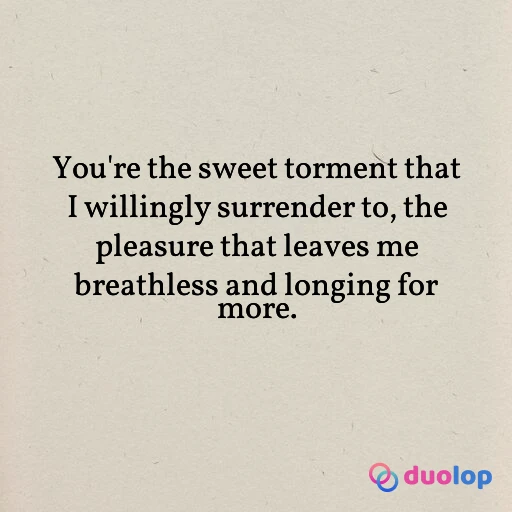 You're the sweet torment that
I willingly surrender to, the
pleasure that leaves me
breathless and longing for
more.
duolop